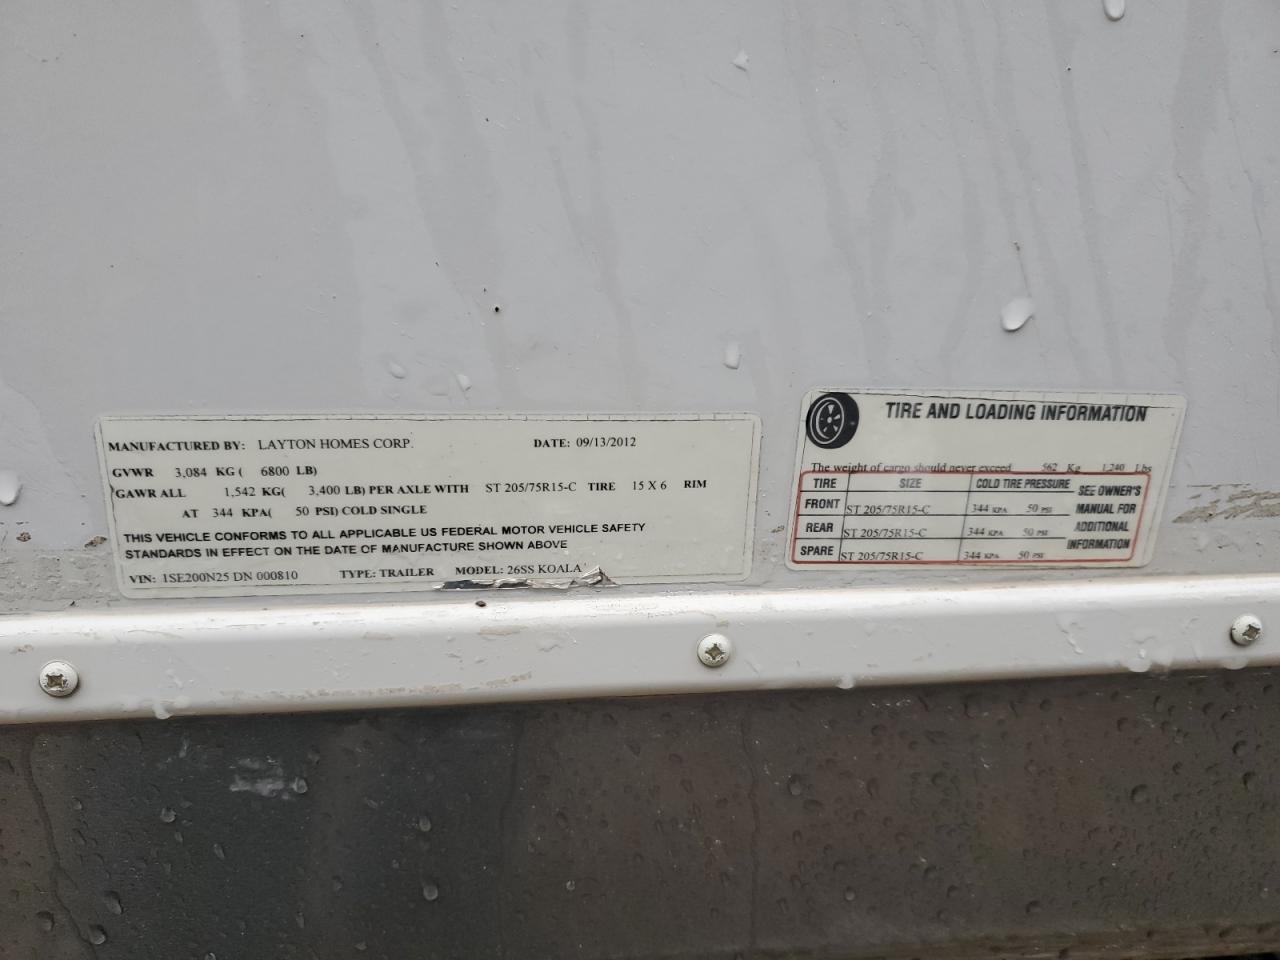 MANUFACTURED BY: LAYTON HOMES CORP. DATE: 09/13/2012
GVWR 3,084 KG ( 6800 LB)
GAWR ALL 1,542 KG( 3,400 LB) PER AXLE WITH ST 205/75R15-C TIRE 15 X 6 RIM
AT 344 KPA( 50 PSI) COLD SINGLE
THIS VEHICLE CONFORMS TO ALL APPLICABLE US FEDERAL MOTOR VEHICLE SAFETY
STANDARDS IN EFFECT ON THE DATE OF MANUFACTURE SHOWN ABOVE
VIN: 1SE200N25 DN 000810 TYPE: TRAILER MODEL: 26SS KOALA
TIRE AND LOADING INFORMATION
The weight of cargo should never exceed 562 Kg 1,240 Lbs
TIRE SIZE COLD TIRE PRESSURE
FRONT ST 205/75R15-C 344 KPA 50 PSI
REAR ST 205/75R15-C 344 KPA 50 PSI
SPARE ST 205/75R15-C 344 KPA 50 PSI
SEE OWNER'S
MANUAL FOR
ADDITIONAL
INFORMATION